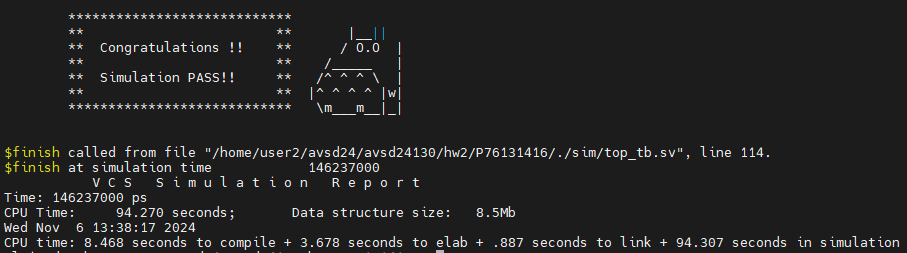 ****************************
**                        **       |__||
**  Congratulations !!    **      / O.O  |
**                        **    /_____   |
**  Simulation PASS!!     **   /^ ^ ^ \  |
**                        **  |^ ^ ^ ^ |w|
****************************   \m___m__|_|
$finish called from file "/home/user2/avsd24/avsd24130/hw2/P76131416/./sim/top_tb.sv", line 114.
$finish at simulation time            146237000
V C S   S i m u l a t i o n   R e p o r t
Time: 146237000 ps
CPU Time:     94.270 seconds;       Data structure size:   8.5Mb
Wed Nov  6 13:38:17 2024
CPU time: 8.468 seconds to compile + 3.678 seconds to elab + .887 seconds to link + 94.307 seconds in simulation